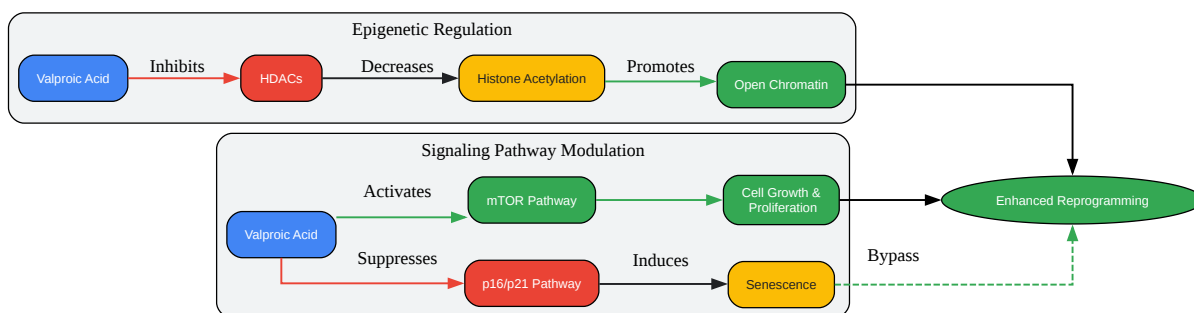 Epigenetic Regulation
Valproic Acid
Inhibits
HDACs
Decreases
Histone Acetylation
Promotes
Open Chromatin
Signaling Pathway Modulation
Valproic Acid
Activates
mTOR Pathway
Cell Growth &
Proliferation
Enhanced Reprogramming
Suppresses
p16/p21 Pathway
Induces
Senescence
Bypass